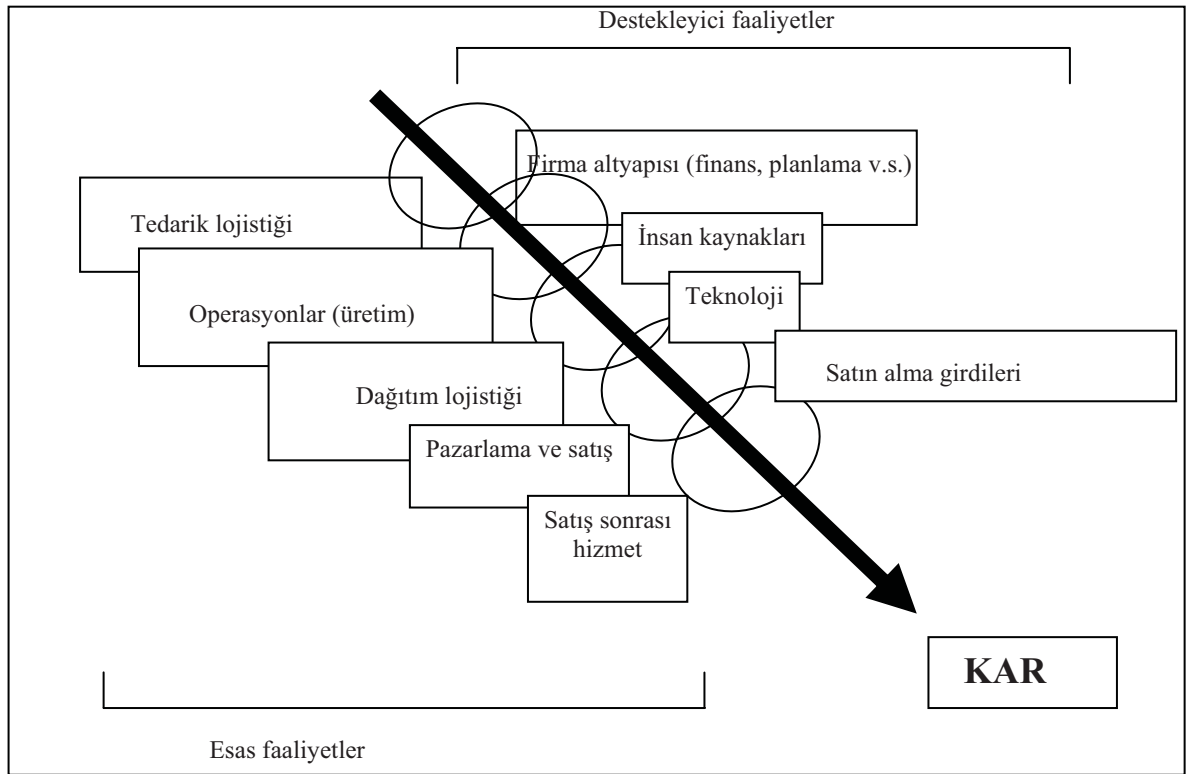 Destekleyici faaliyetler
Firma altyapısı (finans, planlama v.s.)
Tedarik lojistiği
İnsan kaynakları
Teknoloji
Operasyonlar (üretim)
Satın alma girdileri
Dağıtım lojistiği
Pazarlama ve satış
Satış sonrası
hizmet
KAR
Esas faaliyetler